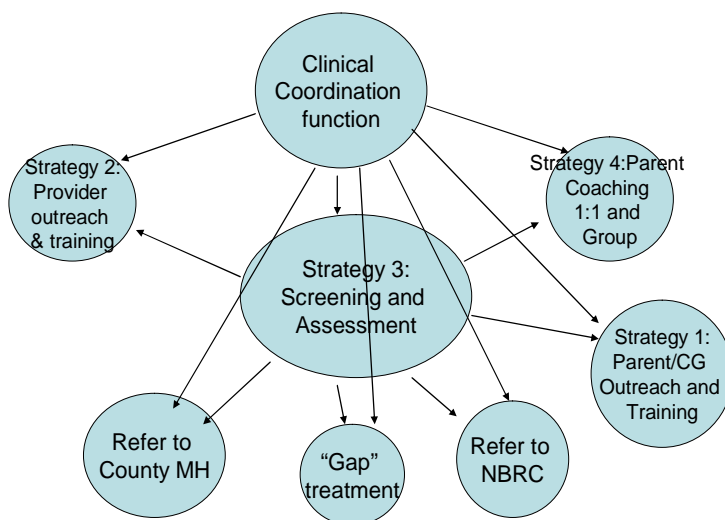 Clinical
Coordination
function
Strategy 2:
Provider
outreach
& training
Strategy 4:Parent
Coaching
1:1 and
Group
Strategy 3:
Screening and
Assessment
Strategy 1:
Parent/CG
Outreach and
Training
Refer to
County MH
“Gap”
treatment
Refer to
NBRC